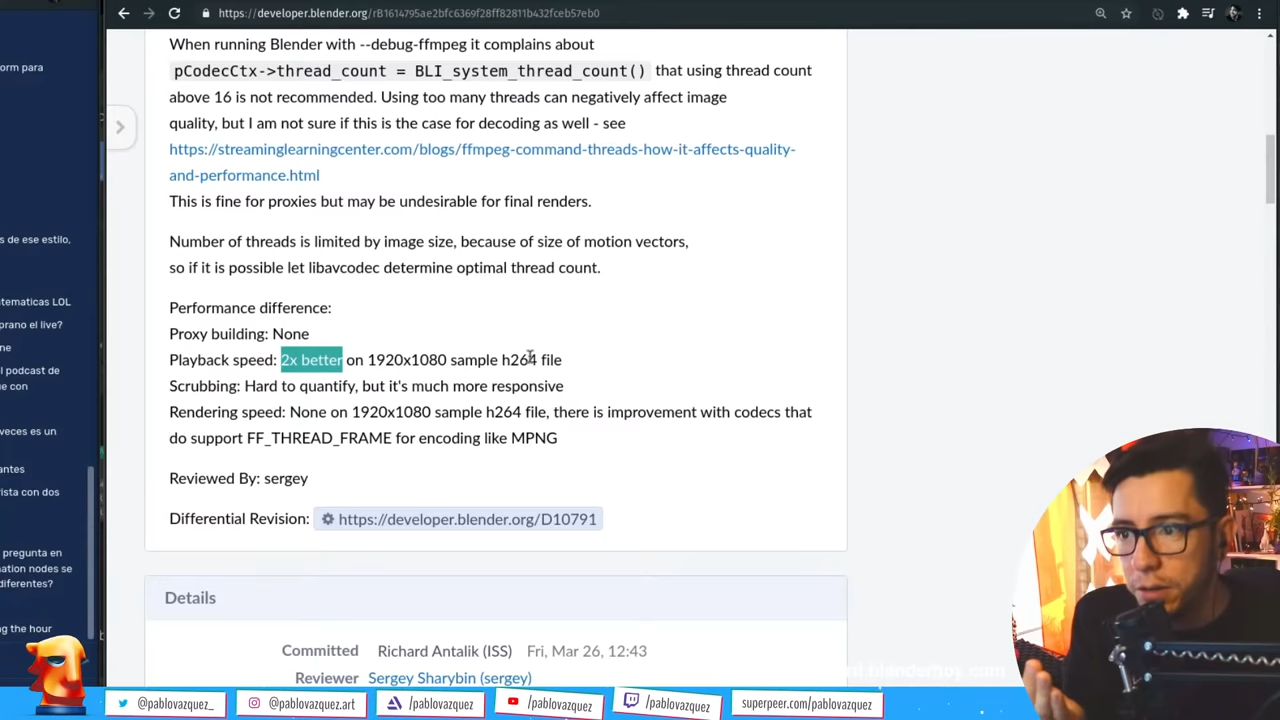 https://developer.blender.org/rB1614795ae2bfc6369f28ff82811b432fceb57eb0
orm para
s de ese estilo,
tematicas LOL
prano el live?
ne
l podcast de
que con
veces es un
antes
rista con dos
pregunta en
nation nodes se
diferentes?
ng the hour
When running Blender with --debug-ffmpeg it complains about
pCodecCtx->thread_count = BLI_system_thread_count() that using thread count
above 16 is not recommended. Using too many threads can negatively affect image
quality, but I am not sure if this is the case for decoding as well - see
https://streaminglearningcenter.com/blogs/ffmpeg-command-threads-how-it-affects-quality-
and-performance.html
This is fine for proxies but may be undesirable for final renders.
Number of threads is limited by image size, because of size of motion vectors,
so if it is possible let libavcodec determine optimal thread count.
Performance difference:
Proxy building: None
Playback speed: 2x better on 1920x1080 sample h264 file
Scrubbing: Hard to quantify, but it's much more responsive
Rendering speed: None on 1920x1080 sample h264 file, there is improvement with codecs that
do support FF_THREAD_FRAME for encoding like MPNG
Reviewed By: sergey
Differential Revision: https://developer.blender.org/D10791
Details
Committed Richard Antalik (ISS) Fri, Mar 26, 12:43
Reviewer Sergey Sharybin (sergey)
@pablovazquez_
@pablovazquez.art
/pablovazquez
/pablovazquez
/pablovazquez
superpeer.com/pablovazquez